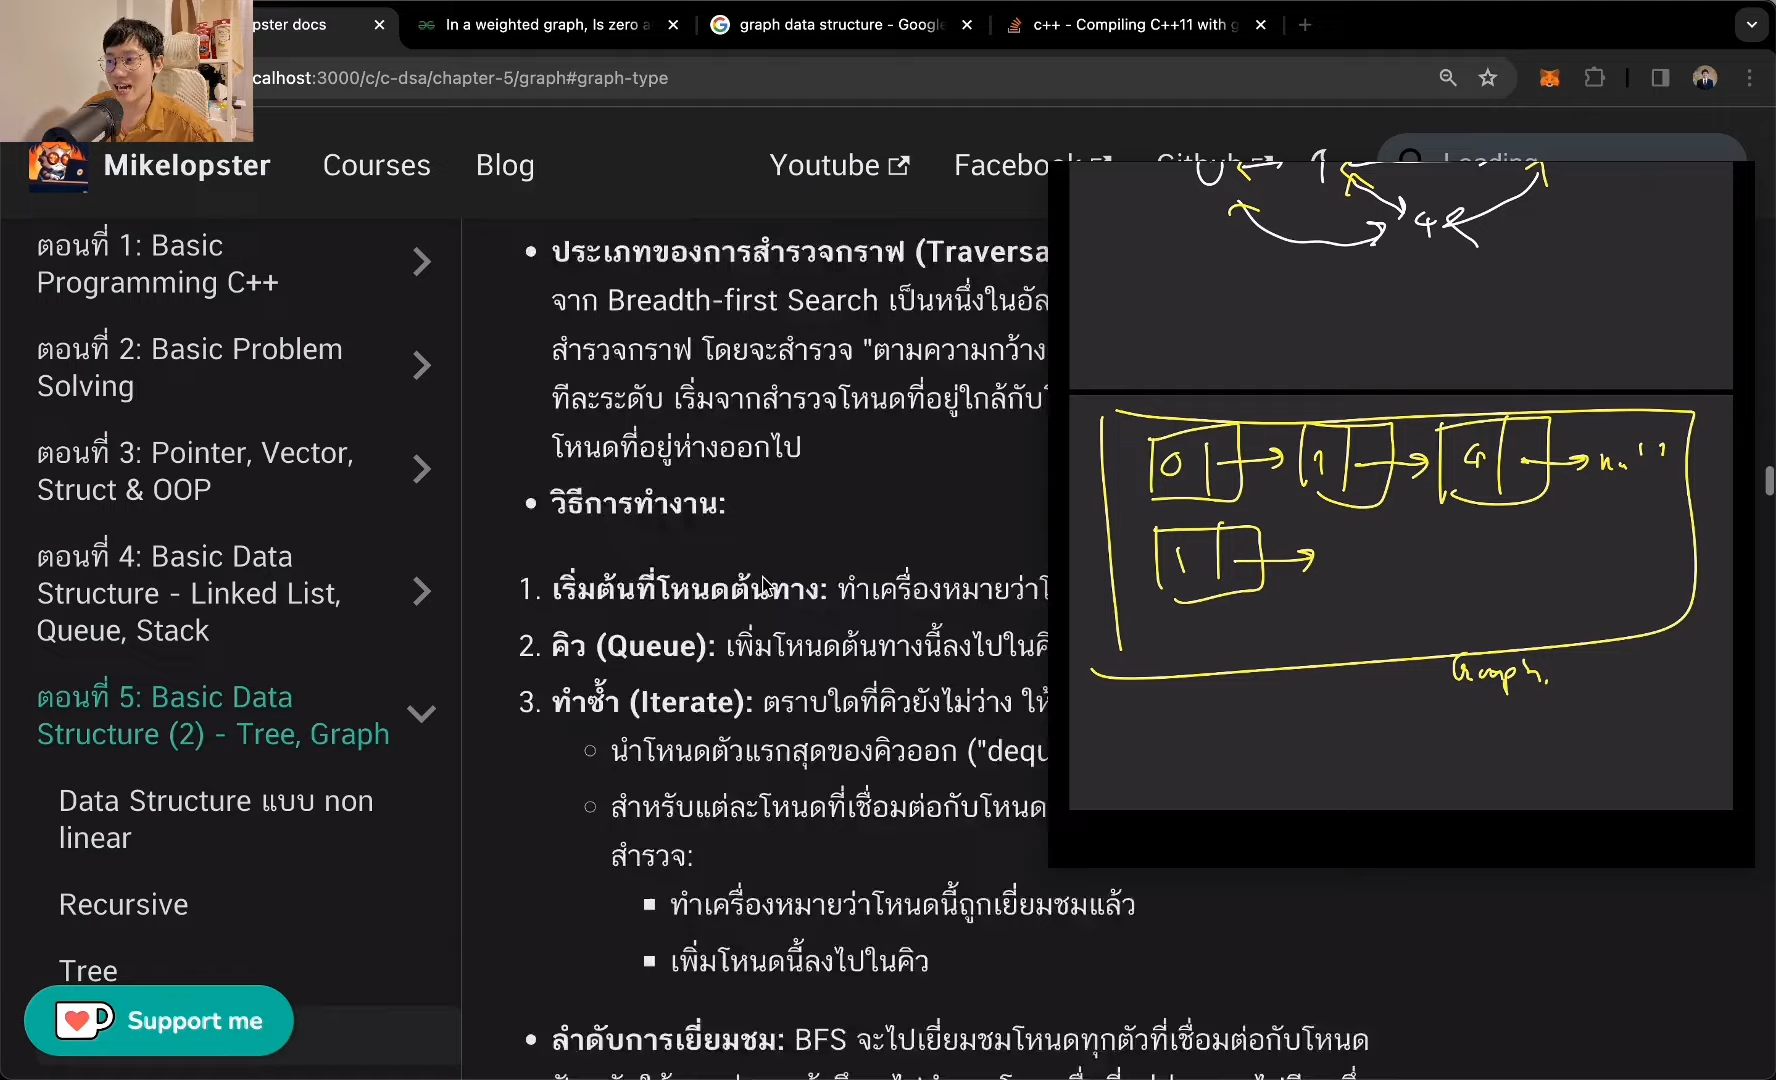 pster docs
In a weighted graph, Is zero a
graph data structure - Google
c++ - Compiling C++11 with g
calhost:3000/c/c-dsa/chapter-5/graph#graph-type
Mikelopster
Courses
Blog
Youtube
Facebo
Github
Loading
ตอนที่ 1: Basic
Programming C++
ตอนที่ 2: Basic Problem
Solving
ตอนที่ 3: Pointer, Vector,
Struct & OOP
ตอนที่ 4: Basic Data
Structure - Linked List,
Queue, Stack
ตอนที่ 5: Basic Data
Structure (2) - Tree, Graph
Data Structure แบบ non
linear
Recursive
Tree
Support me
• ประเภทของการสำรวจกราฟ (Traversa
จาก Breadth-first Search เป็นหนึ่งในอัล
สำรวจกราฟ โดยจะสำรวจ "ตามความกว้าง
ทีละระดับ เริ่มจากสำรวจโหนดที่อยู่ใกล้กับ
โหนดที่อยู่ห่างออกไป
• วิธีการทำงาน:
1. เริ่มต้นที่โหนดต้นทาง: ทำเครื่องหมายว่า
2. คิว (Queue): เพิ่มโหนดต้นทางนี้ลงไปใน
3. ทำซ้ำ (Iterate): ตราบใดที่คิวยังไม่ว่าง ให้
นำโหนดตัวแรกสุดของคิวออก ("dequ
สำหรับแต่ละโหนดที่เชื่อมต่อกับโหนด
สำรวจ:
ทำเครื่องหมายว่าโหนดนี้ถูกเยี่ยมชมแล้ว
เพิ่มโหนดนี้ลงไปในคิว
• ลำดับการเยี่ยมชม: BFS จะไปเยี่ยมชมโหนดทุกตัวที่เชื่อมต่อกับโหนด
0 1
4
0 1 4 null
1
Graph.